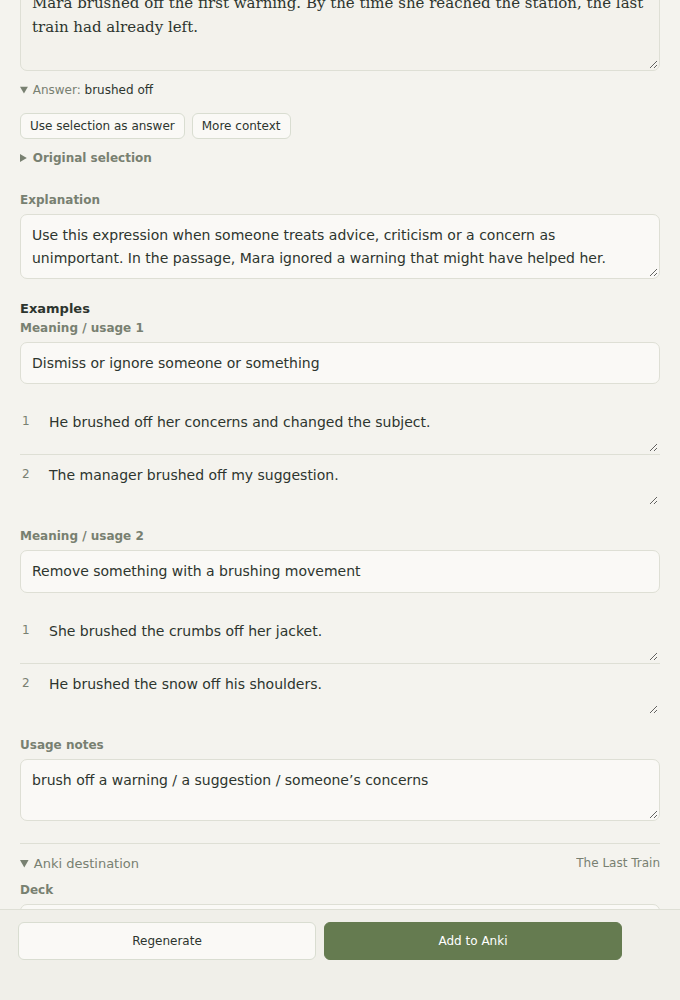 Mara brushed off the first warning. By the time she reached the station, the last
train had already left.
Answer: brushed off
Use selection as answer
More context
Original selection
Explanation
Use this expression when someone treats advice, criticism or a concern as
unimportant. In the passage, Mara ignored a warning that might have helped her.
Examples
Meaning / usage 1
Dismiss or ignore someone or something
1 He brushed off her concerns and changed the subject.
2 The manager brushed off my suggestion.
Meaning / usage 2
Remove something with a brushing movement
1 She brushed the crumbs off her jacket.
2 He brushed the snow off his shoulders.
Usage notes
brush off a warning / a suggestion / someone’s concerns
Anki destination
The Last Train
Deck
Regenerate
Add to Anki